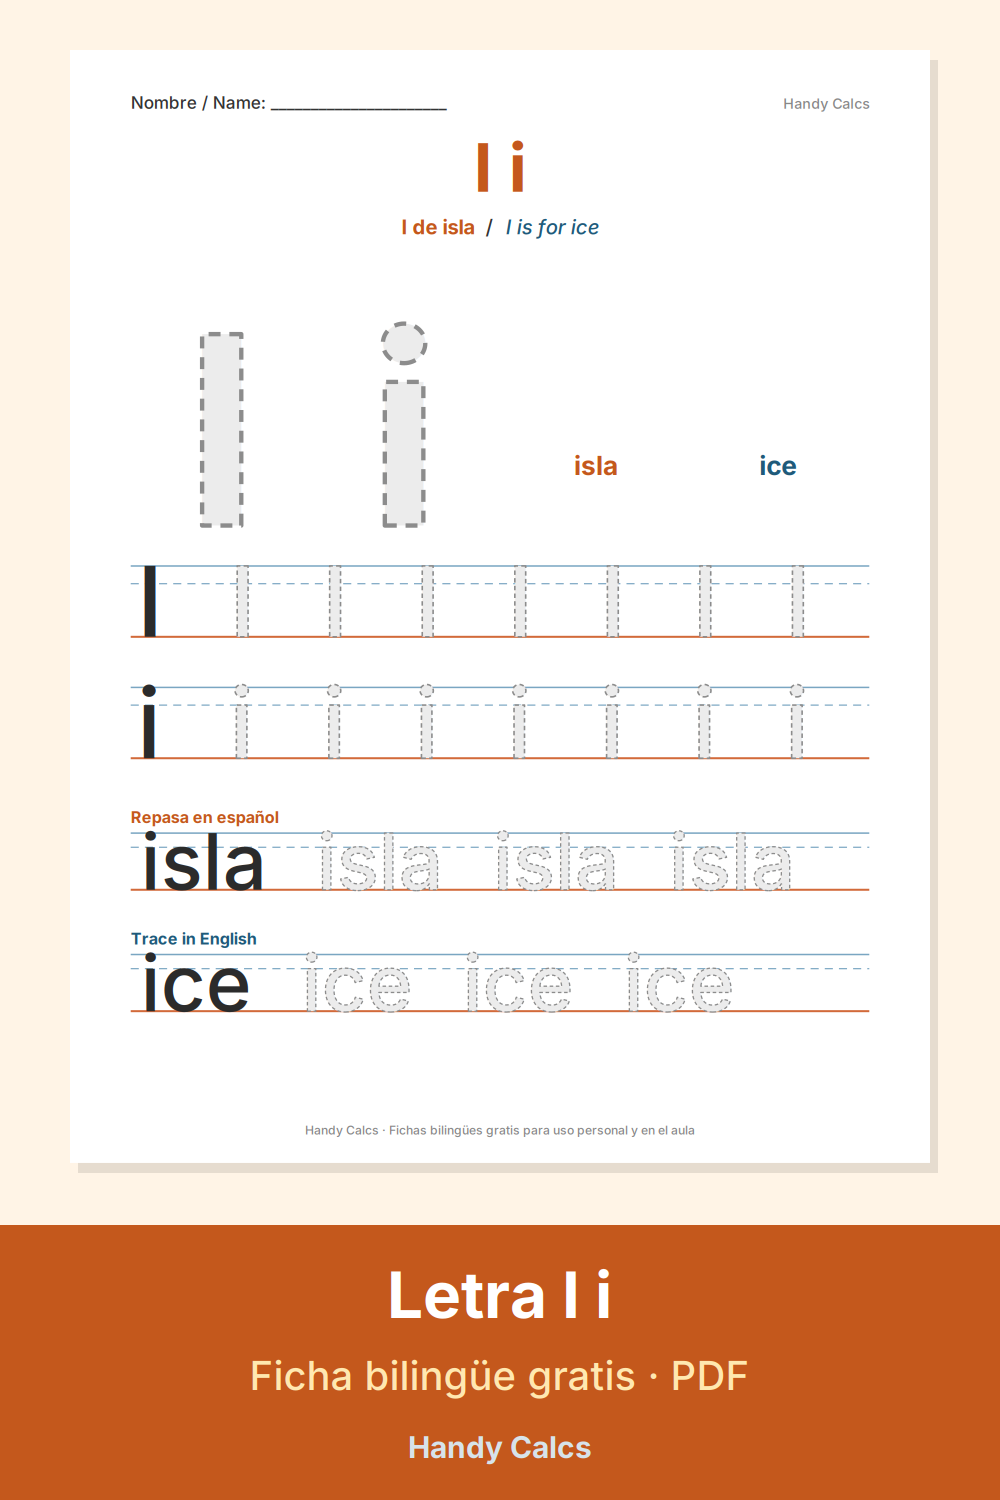 Nombre / Name: ____________________
Handy Calcs
I i
I de isla / I is for ice
I i
isla ice
I I I I I I I I
i i i i i i i i
Repasa en español
isla isla isla isla
Trace in English
ice ice ice ice
Handy Calcs · Fichas bilingües gratis para uso personal y en el aula
Letra I i
Ficha bilingüe gratis · PDF
Handy Calcs